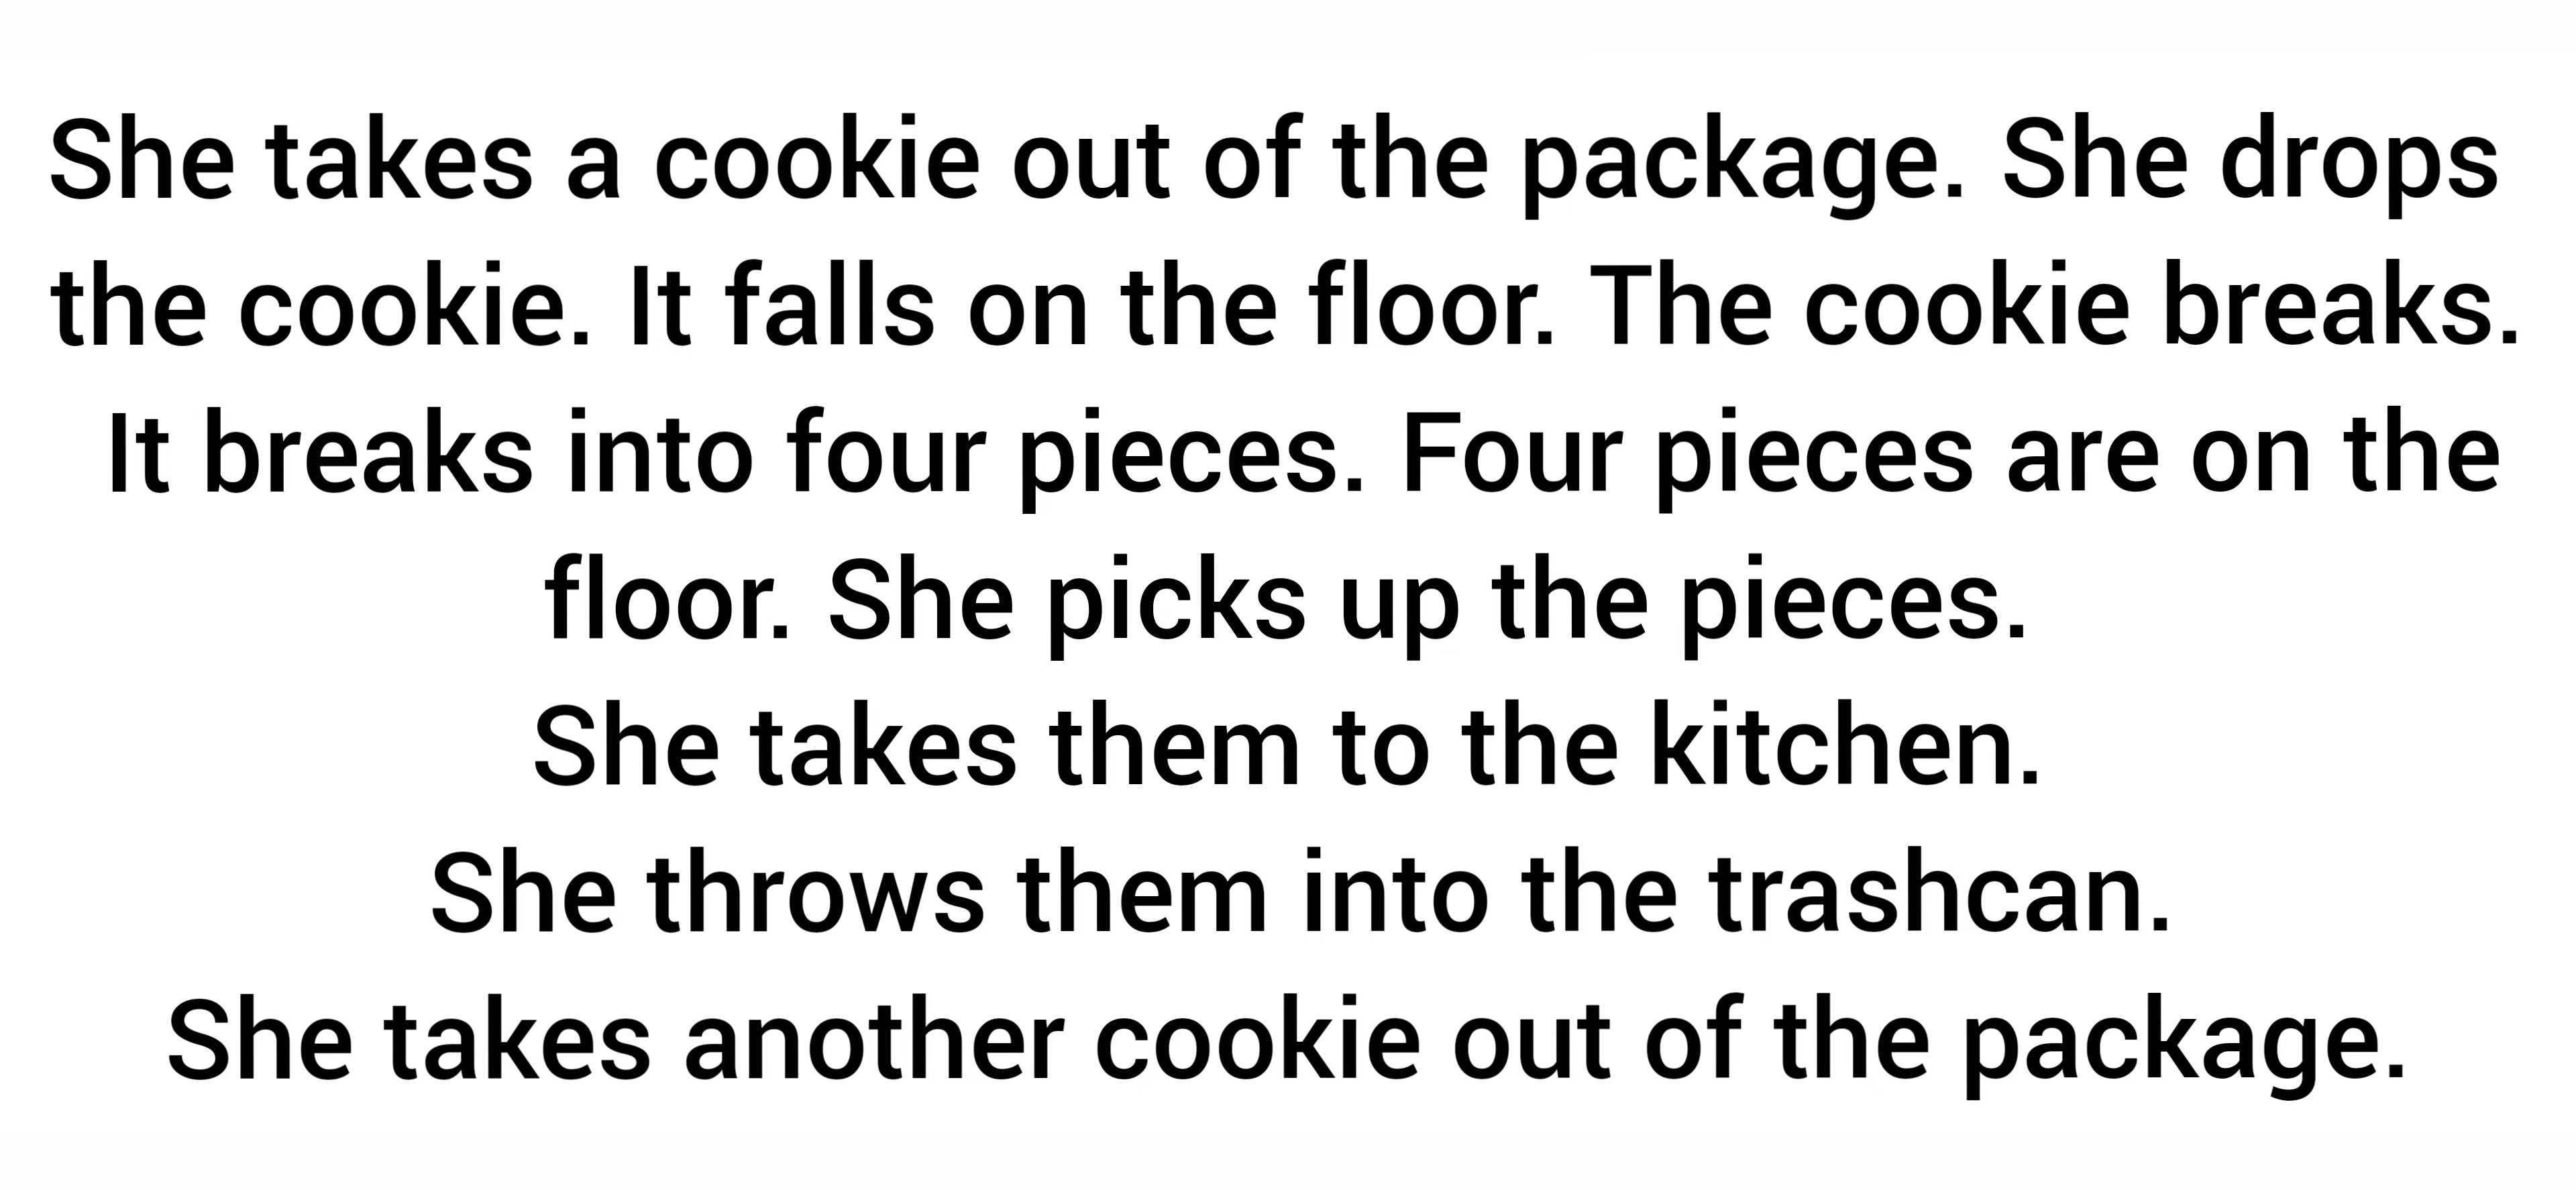 She takes a cookie out of the package. She drops
the cookie. It falls on the floor. The cookie breaks.
It breaks into four pieces. Four pieces are on the
floor. She picks up the pieces.
She takes them to the kitchen.
She throws them into the trashcan.
She takes another cookie out of the package.